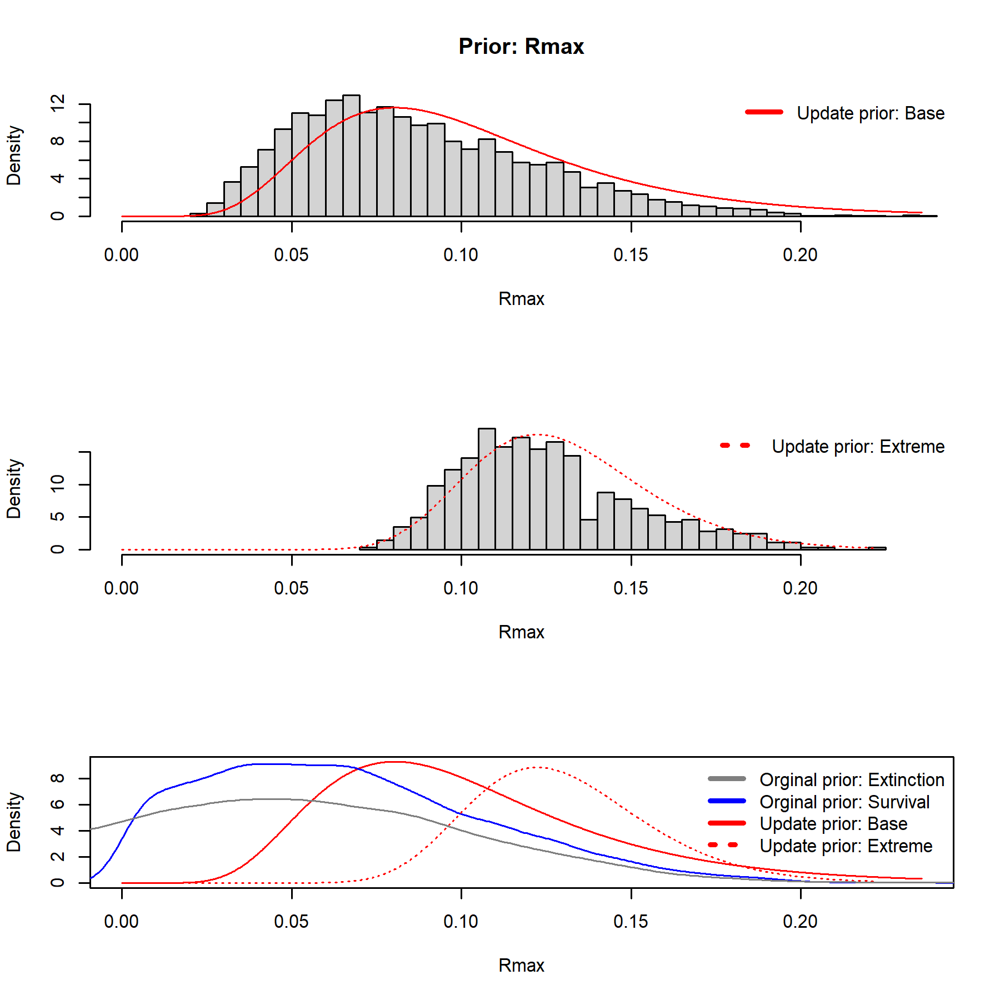 Prior: Rmax
Density
12
8
4
0
Update prior: Base
0.00 0.05 0.10 0.15 0.20
Rmax
Density
10
5
0
Update prior: Extreme
0.00 0.05 0.10 0.15 0.20
Rmax
Density
8
6
4
2
0
Orginal prior: Extinction
Orginal prior: Survival
Update prior: Base
Update prior: Extreme
0.00 0.05 0.10 0.15 0.20
Rmax